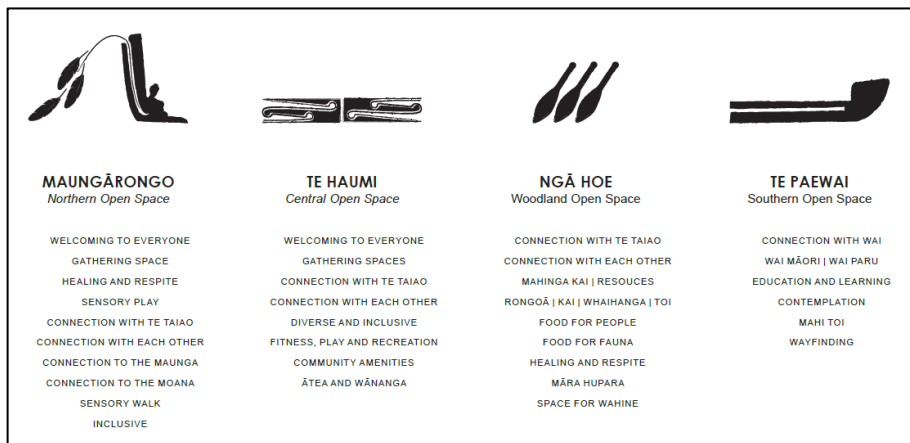 MAUNGĀRONGO
Northern Open Space
WELCOMING TO EVERYONE
GATHERING SPACE
HEALING AND RESPITE
SENSORY PLAY
CONNECTION WITH TE TAIAO
CONNECTION WITH EACH OTHER
CONNECTION TO THE MAUNGA
CONNECTION TO THE MOANA
SENSORY WALK
INCLUSIVE
TE HAUMI
Central Open Space
WELCOMING TO EVERYONE
GATHERING SPACES
CONNECTION WITH TE TAIAO
CONNECTION WITH EACH OTHER
DIVERSE AND INCLUSIVE
FITNESS, PLAY AND RECREATION
COMMUNITY AMENITIES
ĀTEA AND WĀNANGA
NGĀ HOE
Woodland Open Space
CONNECTION WITH TE TAIAO
CONNECTION WITH EACH OTHER
MAHINGA KAI | RESOUCES
RONGOĀ | KAI | WHAIHANGA | TOI
FOOD FOR PEOPLE
FOOD FOR FAUNA
HEALING AND RESPITE
MĀRA HUPARA
SPACE FOR WAHINE
TE PAEWAI
Southern Open Space
CONNECTION WITH WAI
WAI MĀORI | WAI PARU
EDUCATION AND LEARNING
CONTEMPLATION
MAHI TOI
WAYFINDING